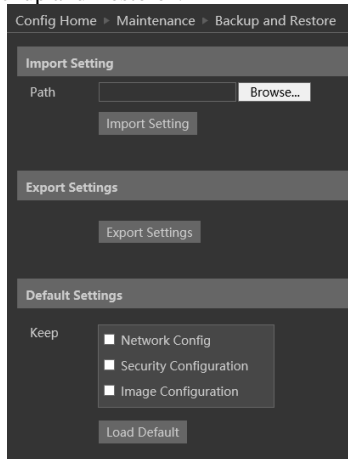 Config Home ▶ Maintenance ▶ Backup and Restore
Import Setting
Path Browse...
Import Setting
Export Settings
Export Settings
Default Settings
Keep
Network Config
Security Configuration
Image Configuration
Load Default